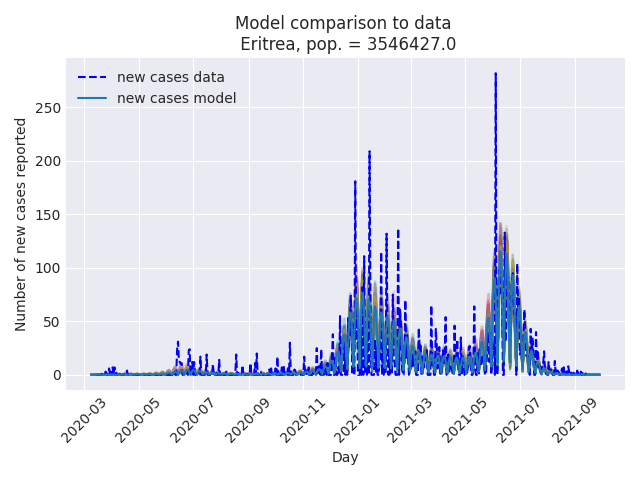 Model comparison to data
Eritrea, pop. = 3546427.0
new cases data
new cases model
Number of new cases reported
250
200
150
100
50
0
2020-03
2020-05
2020-07
2020-09
2020-11
2021-01
2021-03
2021-05
2021-07
2021-09
Day